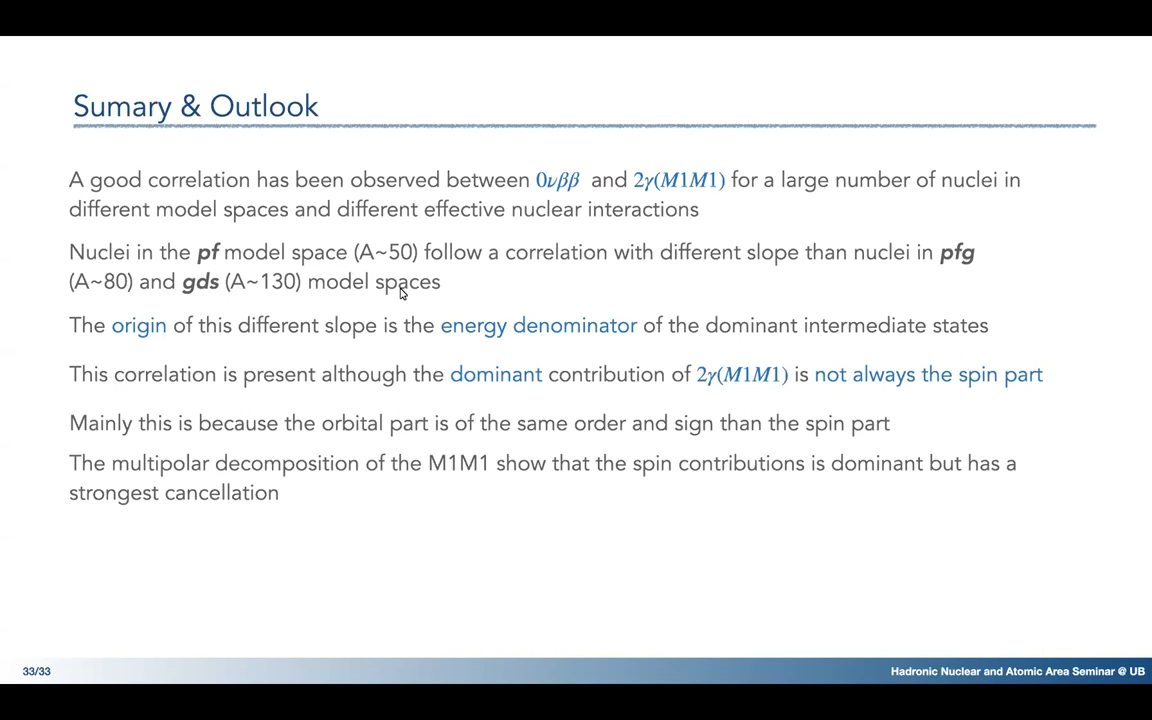 Sumary & Outlook
A good correlation has been observed between 0νββ and 2γ(M1M1) for a large number of nuclei in
different model spaces and different effective nuclear interactions
Nuclei in the pf model space (A~50) follow a correlation with different slope than nuclei in pfg
(A~80) and gds (A~130) model spaces
The origin of this different slope is the energy denominator of the dominant intermediate states
This correlation is present although the dominant contribution of 2γ(M1M1) is not always the spin part
Mainly this is because the orbital part is of the same order and sign than the spin part
The multipolar decomposition of the M1M1 show that the spin contributions is dominant but has a
strongest cancellation
33/33
Hadronic Nuclear and Atomic Area Seminar @ UB